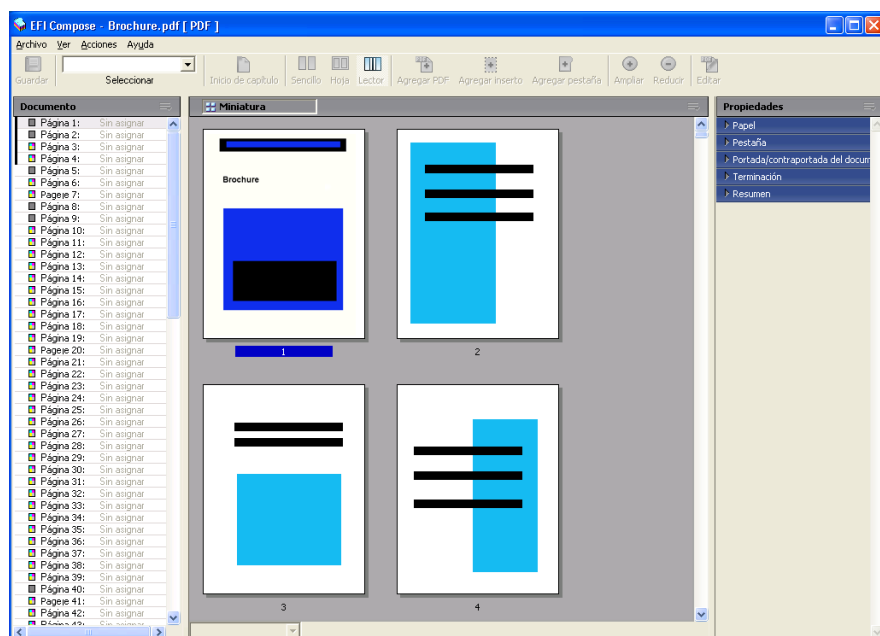 EFI Compose - Brochure.pdf [ PDF ]
Archivo Ver Acciones Ayuda
Guardar Seleccionar Inicio de capítulo Sencillo Hoja Lector Agregar PDF Agregar inserto Agregar pestaña Ampliar Reducir Editar
Documento
Página 1: Sin asignar
Página 2: Sin asignar
Página 3: Sin asignar
Página 4: Sin asignar
Página 5: Sin asignar
Página 6: Sin asignar
Pageje 7: Sin asignar
Página 8: Sin asignar
Página 9: Sin asignar
Página 10: Sin asignar
Página 11: Sin asignar
Página 12: Sin asignar
Página 13: Sin asignar
Página 14: Sin asignar
Página 15: Sin asignar
Página 16: Sin asignar
Página 17: Sin asignar
Página 18: Sin asignar
Página 19: Sin asignar
Pageje 20: Sin asignar
Página 21: Sin asignar
Página 22: Sin asignar
Página 23: Sin asignar
Página 24: Sin asignar
Página 25: Sin asignar
Página 26: Sin asignar
Página 27: Sin asignar
Página 28: Sin asignar
Página 29: Sin asignar
Página 30: Sin asignar
Página 31: Sin asignar
Página 32: Sin asignar
Página 33: Sin asignar
Página 34: Sin asignar
Página 35: Sin asignar
Página 36: Sin asignar
Página 37: Sin asignar
Página 38: Sin asignar
Página 39: Sin asignar
Página 40: Sin asignar
Pageje 41: Sin asignar
Página 42: Sin asignar
Página 43: Sin asignar
Miniatura
Brochure
1
2
3
4
Propiedades
Papel
Pestaña
Portada/contraportada del docum
Terminación
Resumen